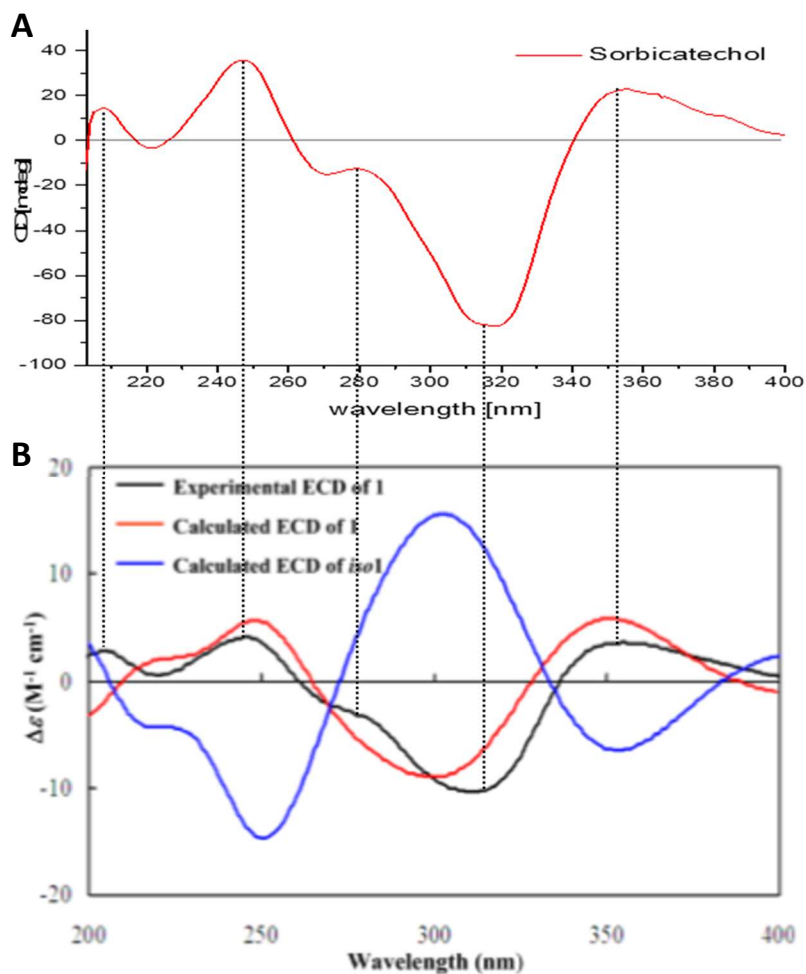 A
40
20
0
-20
-40
-60
-80
-100
Sorbicatechol
220 240 260 280 300 320 340 360 380 400
wavelength [nm]
B
20
10
0
-10
-20
Experimental ECD of 1
Calculated ECD of 1
Calculated ECD of iso1
Δε (M⁻¹ cm⁻¹)
200 250 300 350 400
Wavelength (nm)